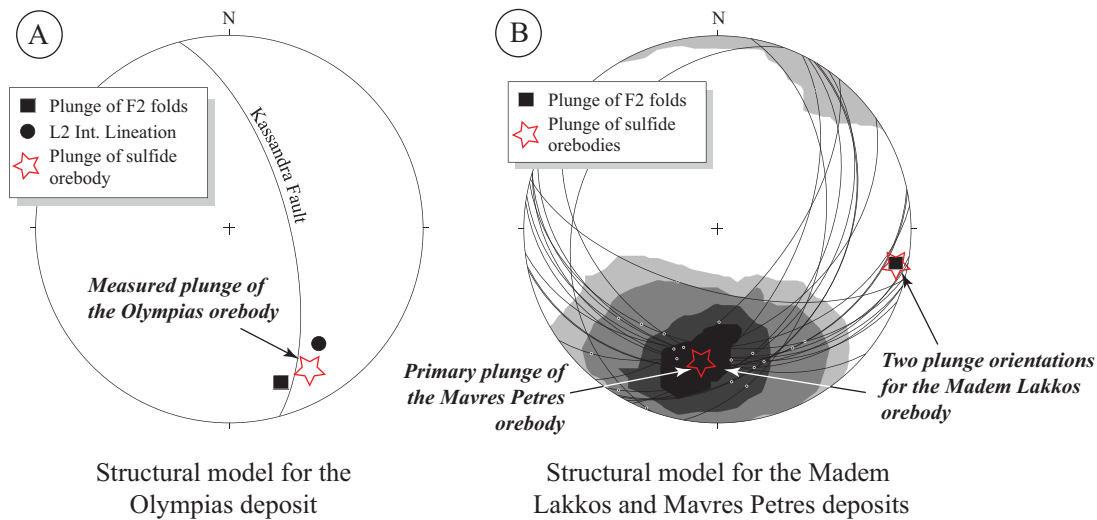 A
N
Plunge of F2 folds
L2 Int. Lineation
Plunge of sulfide
orebody
Kassandra Fault
Measured plunge of
the Olympias orebody
Structural model for the
Olympias deposit
B
N
Plunge of F2 folds
Plunge of sulfide
orebodies
Primary plunge of
the Mavres Petres
orebody
Two plunge orientations
for the Madem Lakkos
orebody
Structural model for the Madem
Lakkos and Mavres Petres deposits